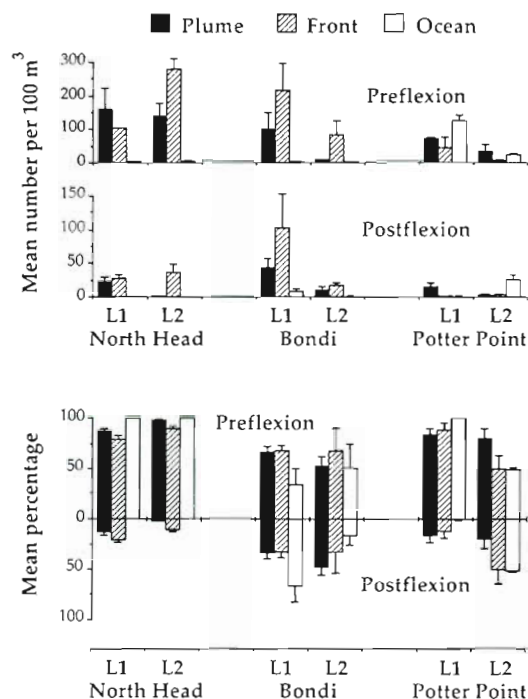 Plume Front Ocean
Mean number per 100 m³
300
200
100
0
Preflexion
150
100
50
0
Postflexion
L1 L2 L1 L2 L1 L2
North Head Bondi Potter Point
Mean percentage
100
50
0
50
100
Preflexion
Postflexion
L1 L2 L1 L2 L1 L2
North Head Bondi Potter Point